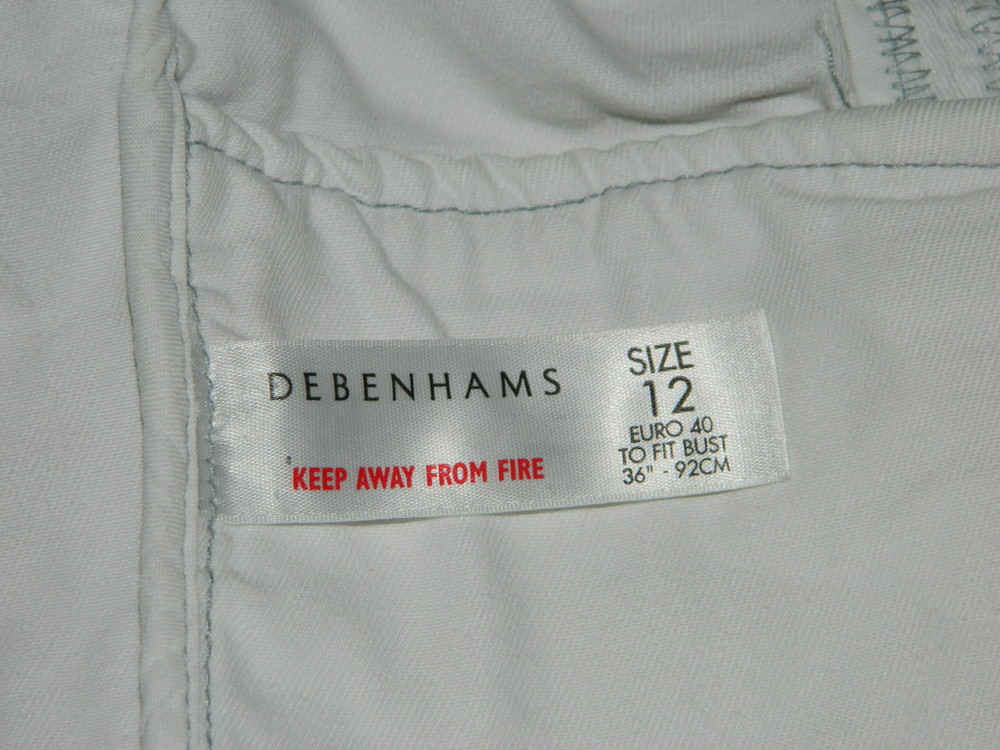 DEBENHAMS
KEEP AWAY FROM FIRE
SIZE
12
EURO 40
TO FIT BUST
36" - 92CM